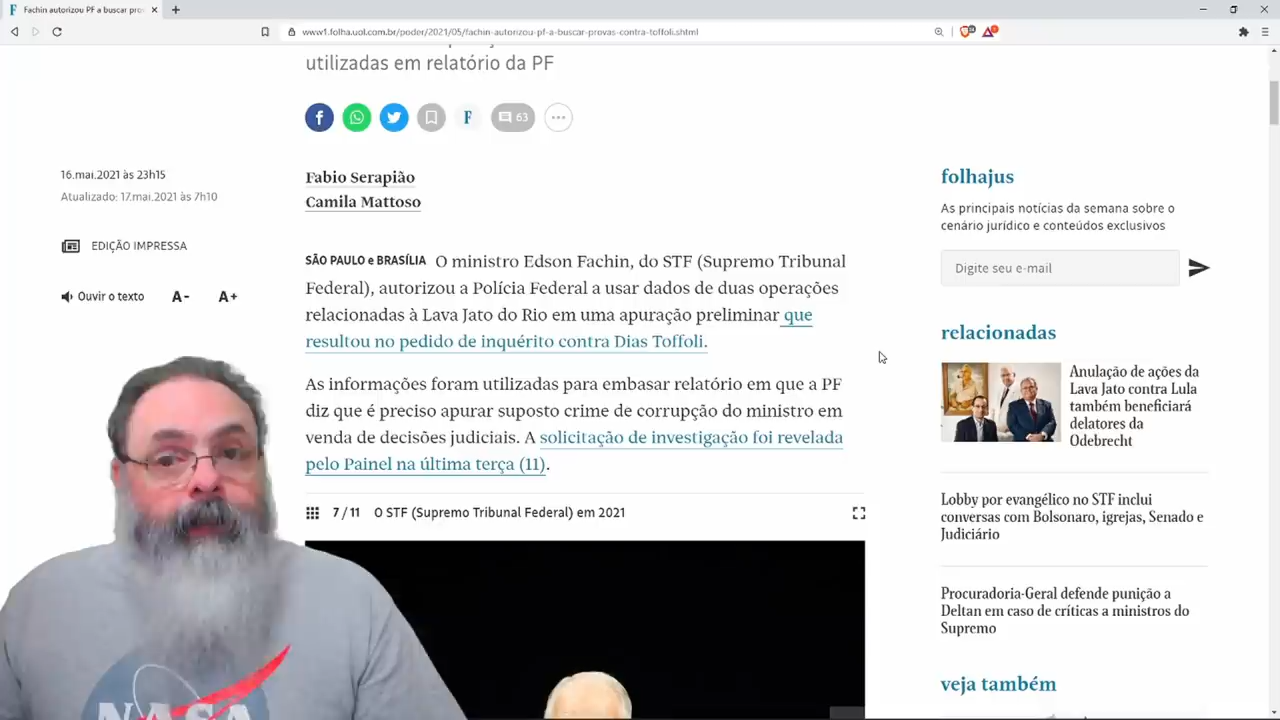 Fachin autorizou PF a buscar pro
www1.folha.uol.com.br/poder/2021/05/fachin-autorizou-pf-a-buscar-provas-contra-toffoli.shtml
utilizadas em relatório da PF
F
63
16.mai.2021 às 23h15
Atualizado: 17.mai.2021 às 7h10
EDIÇÃO IMPRESSA
Ouvir o texto A- A+
Fabio Serapião
Camila Mattoso
SÃO PAULO e BRASÍLIA O ministro Edson Fachin, do STF (Supremo Tribunal
Federal), autorizou a Polícia Federal a usar dados de duas operações
relacionadas à Lava Jato do Rio em uma apuração preliminar que
resultou no pedido de inquérito contra Dias Toffoli.
As informações foram utilizadas para embasar relatório em que a PF
diz que é preciso apurar suposto crime de corrupção do ministro em
venda de decisões judiciais. A solicitação de investigação foi revelada
pelo Painel na última terça (11).
7 / 11 O STF (Supremo Tribunal Federal) em 2021
folhajus
As principais notícias da semana sobre o
cenário jurídico e conteúdos exclusivos
Digite seu e-mail
relacionadas
Anulação de ações da
Lava Jato contra Lula
também beneficiará
delatores da
Odebrecht
Lobby por evangélico no STF inclui
conversas com Bolsonaro, igrejas, Senado e
Judiciário
Procuradoria-Geral defende punição a
Deltan em caso de críticas a ministros do
Supremo
veja também
NASA